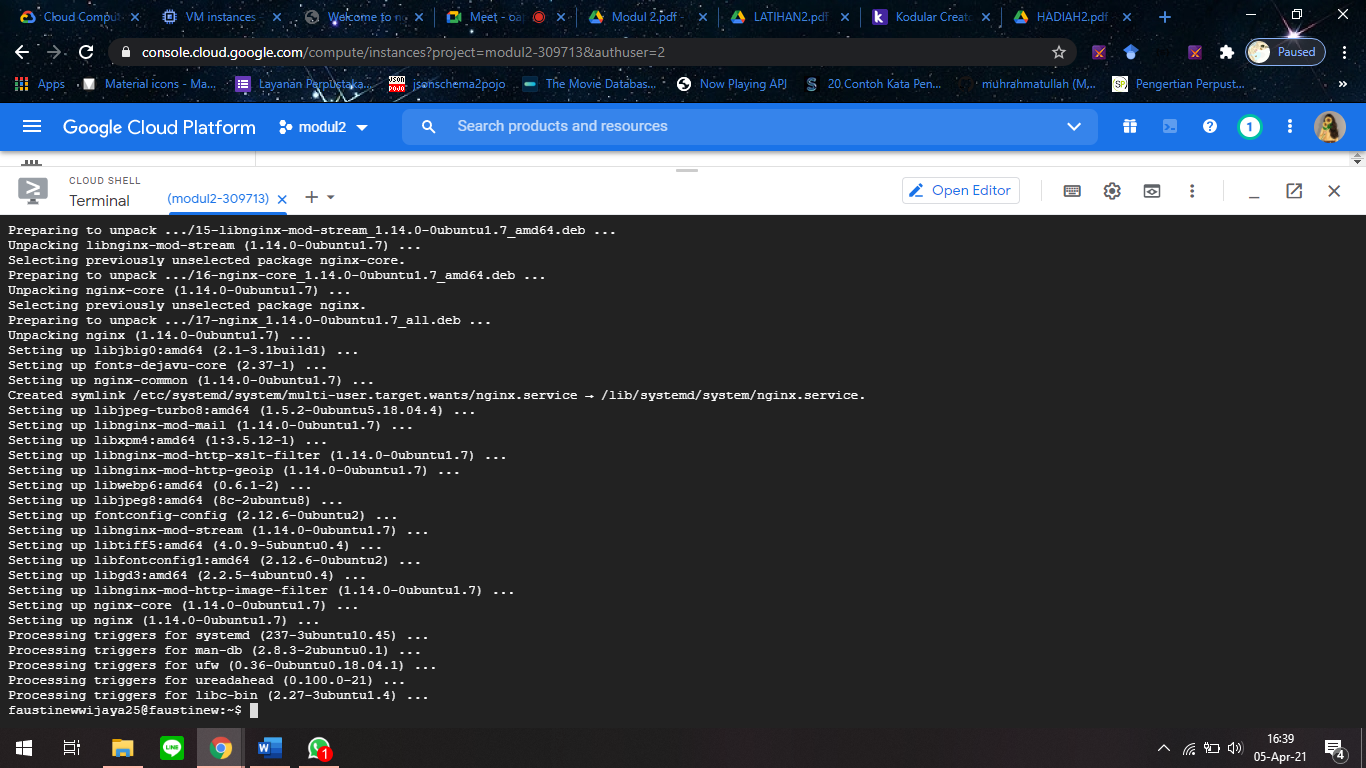 Cloud Comput
VM instances
Welcome to ng
Meet - oap
Modul 2.pdf -
LATIHAN2.pdf
Kodular Creato
HADIAH2.pdf
console.cloud.google.com/compute/instances?project=modul2-309713&authuser=2
Paused
Apps
Material icons - Ma...
Layanan Perpustaka...
JSON
POJO
jsonschema2pojo
The Movie Databas...
Now Playing APJ
20 Contoh Kata Pen...
muhrahmatullah (M,...
SP
Pengertian Perpust...
»
Google Cloud Platform
modul2
Search products and resources
1
CLOUD SHELL
Terminal
(modul2-309713)
Open Editor
Preparing to unpack .../15-libnginx-mod-stream_1.14.0-0ubuntu1.7_amd64.deb ...
Unpacking libnginx-mod-stream (1.14.0-0ubuntu1.7) ...
Selecting previously unselected package nginx-core.
Preparing to unpack .../16-nginx-core_1.14.0-0ubuntu1.7_amd64.deb ...
Unpacking nginx-core (1.14.0-0ubuntu1.7) ...
Selecting previously unselected package nginx.
Preparing to unpack .../17-nginx_1.14.0-0ubuntu1.7_all.deb ...
Unpacking nginx (1.14.0-0ubuntu1.7) ...
Setting up libjbig0:amd64 (2.1-3.1build1) ...
Setting up fonts-dejavu-core (2.37-1) ...
Setting up nginx-common (1.14.0-0ubuntu1.7) ...
Created symlink /etc/systemd/system/multi-user.target.wants/nginx.service → /lib/systemd/system/nginx.service.
Setting up libjpeg-turbo8:amd64 (1.5.2-0ubuntu5.18.04.4) ...
Setting up libnginx-mod-mail (1.14.0-0ubuntu1.7) ...
Setting up libxpm4:amd64 (1:3.5.12-1) ...
Setting up libnginx-mod-http-xslt-filter (1.14.0-0ubuntu1.7) ...
Setting up libnginx-mod-http-geoip (1.14.0-0ubuntu1.7) ...
Setting up libwebp6:amd64 (0.6.1-2) ...
Setting up libjpeg8:amd64 (8c-2ubuntu8) ...
Setting up fontconfig-config (2.12.6-0ubuntu2) ...
Setting up libnginx-mod-stream (1.14.0-0ubuntu1.7) ...
Setting up libtiff5:amd64 (4.0.9-5ubuntu0.4) ...
Setting up libfontconfig1:amd64 (2.12.6-0ubuntu2) ...
Setting up libgd3:amd64 (2.2.5-4ubuntu0.4) ...
Setting up libnginx-mod-http-image-filter (1.14.0-0ubuntu1.7) ...
Setting up nginx-core (1.14.0-0ubuntu1.7) ...
Setting up nginx (1.14.0-0ubuntu1.7) ...
Processing triggers for systemd (237-3ubuntu10.45) ...
Processing triggers for man-db (2.8.3-2ubuntu0.1) ...
Processing triggers for ufw (0.36-0ubuntu0.18.04.1) ...
Processing triggers for ureadahead (0.100.0-21) ...
Processing triggers for libc-bin (2.27-3ubuntu1.4) ...
faustinewwijaya25@faustinew:~$
LINE
1
16:39
05-Apr-21
4